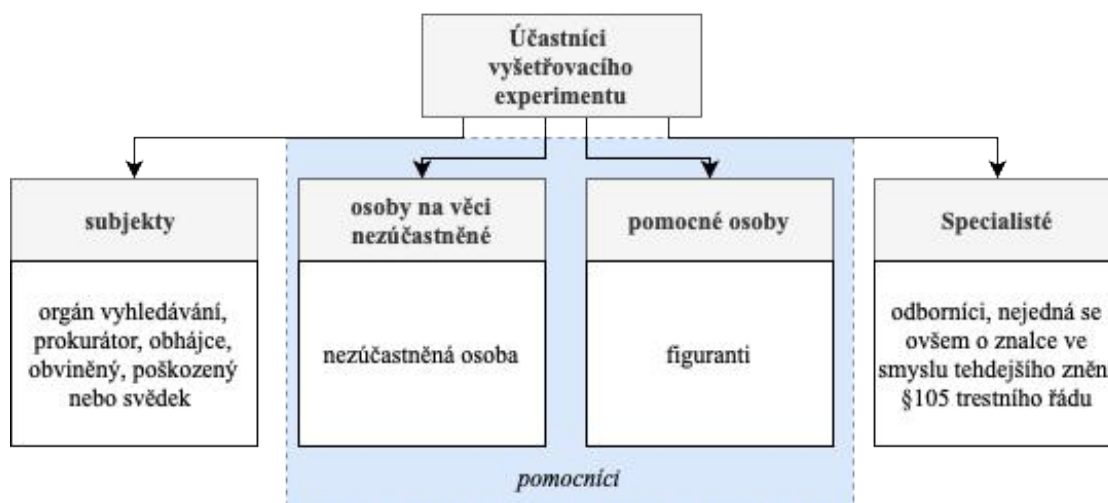 Účastníci
vyšetřovacího
experimentu
subjekty
orgán vyhledávání,
prokurátor, obhájce,
obviněný, poškozený
nebo svědek
osoby na věci
nezúčastněné
nezúčastněná osoba
pomocné osoby
figuranti
Specialisté
odborníci, nejedná se
ovšem o znalce ve
smyslu tehdejšího zněn
§105 trestního řádu
pomocníci